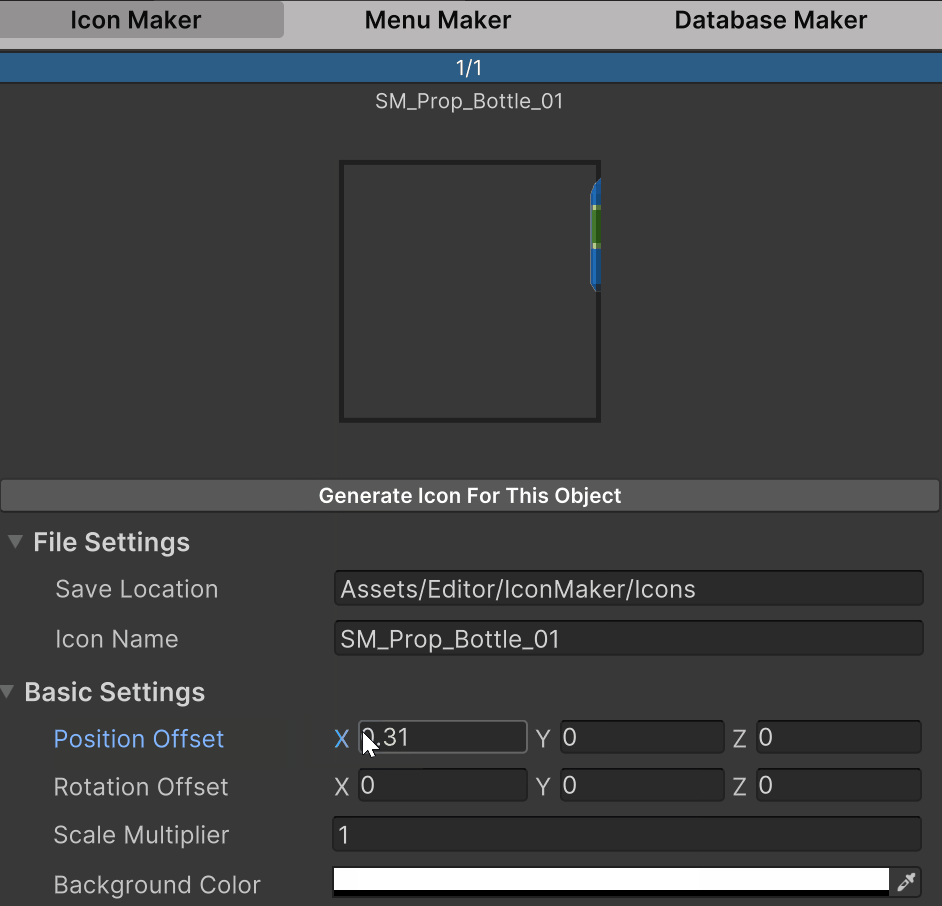 Icon Maker Menu Maker Database Maker
1/1
SM_Prop_Bottle_01
Generate Icon For This Object
File Settings
Save Location Assets/Editor/IconMaker/Icons
Icon Name SM_Prop_Bottle_01
Basic Settings
Position Offset X 0.31 Y 0 Z 0
Rotation Offset X 0 Y 0 Z 0
Scale Multiplier 1
Background Color